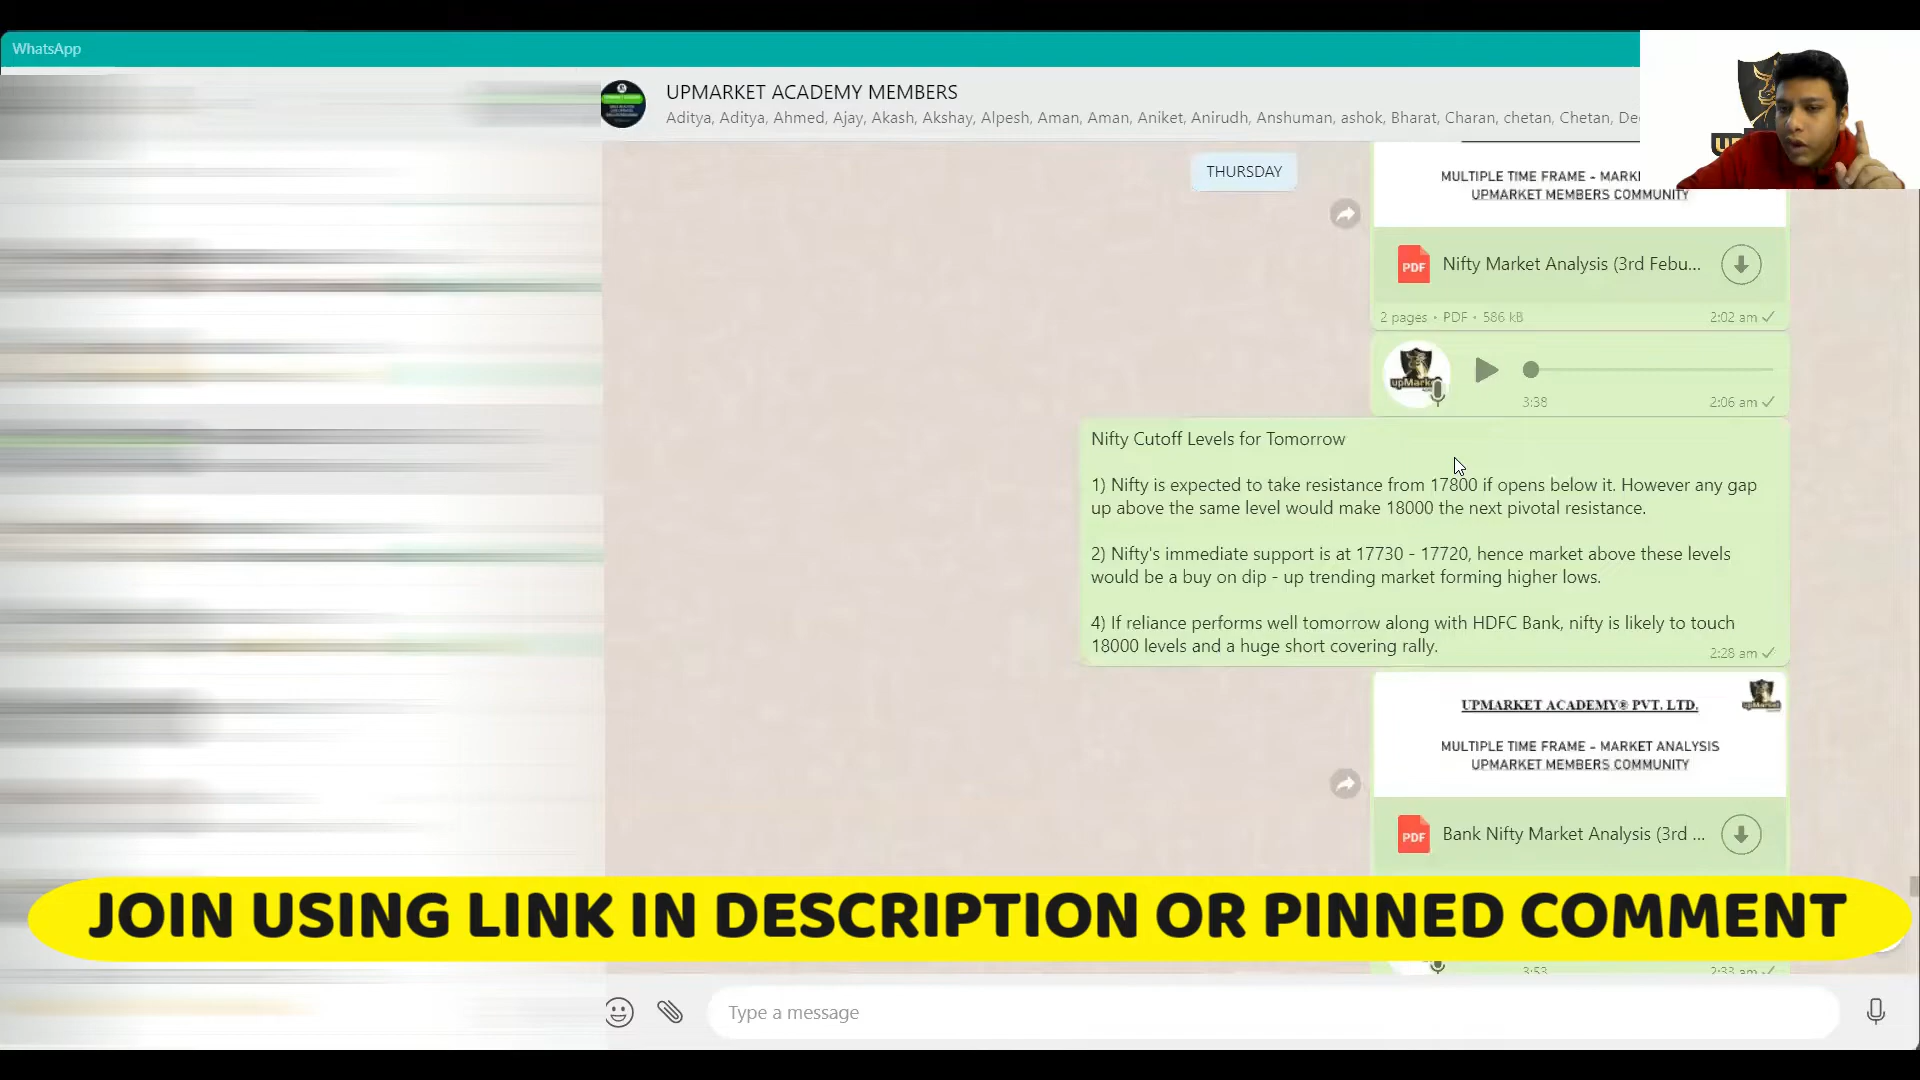 WhatsApp
UPMARKET ACADEMY MEMBERS
Aditya, Aditya, Ahmed, Ajay, Akash, Akshay, Alpesh, Aman, Aman, Aniket, Anirudh, Anshuman, ashok, Bharat, Charan, chetan, Chetan, De
THURSDAY
MULTIPLE TIME FRAME - MARK
UPMARKET MEMBERS COMMUNITY
PDF
Nifty Market Analysis (3rd Febu...
2 pages • PDF • 586 kB
2:02 am
upMarket
3:38
2:06 am
Nifty Cutoff Levels for Tomorrow
1) Nifty is expected to take resistance from 17800 if opens below it. However any gap
up above the same level would make 18000 the next pivotal resistance.
2) Nifty's immediate support is at 17730 - 17720, hence market above these levels
would be a buy on dip - up trending market forming higher lows.
4) If reliance performs well tomorrow along with HDFC Bank, nifty is likely to touch
18000 levels and a huge short covering rally.
2:28 am
UPMARKET ACADEMY® PVT. LTD.
upMarket
MULTIPLE TIME FRAME - MARKET ANALYSIS
UPMARKET MEMBERS COMMUNITY
PDF
Bank Nifty Market Analysis (3rd ...
JOIN USING LINK IN DESCRIPTION OR PINNED COMMENT
3:53
2:33 am
Type a message